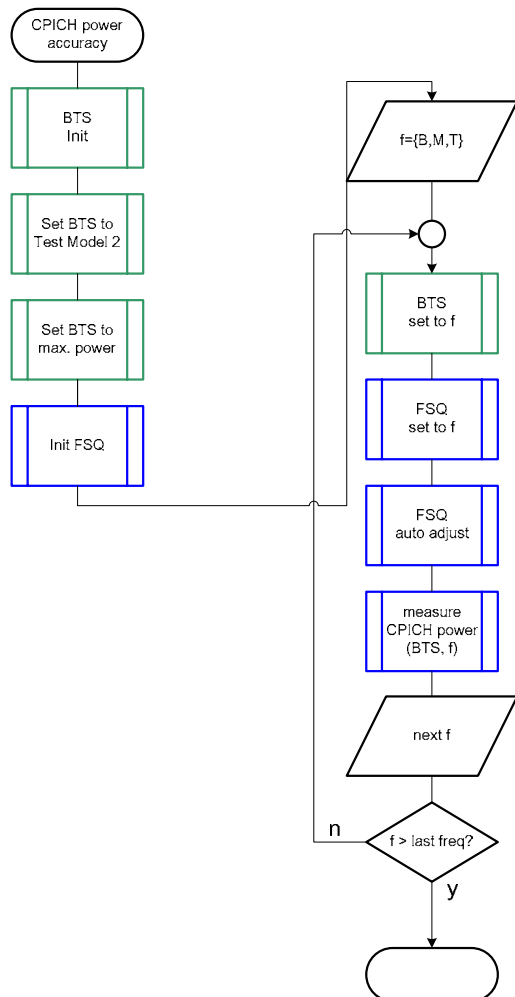 CPICH power
accuracy
BTS
Init
Set BTS to
Test Model 2
Set BTS to
max. power
Init FSQ
f={B,M,T}
BTS
set to f
FSQ
set to f
FSQ
auto adjust
measure
CPICH power
(BTS, f)
next f
f > last freq?
n
y